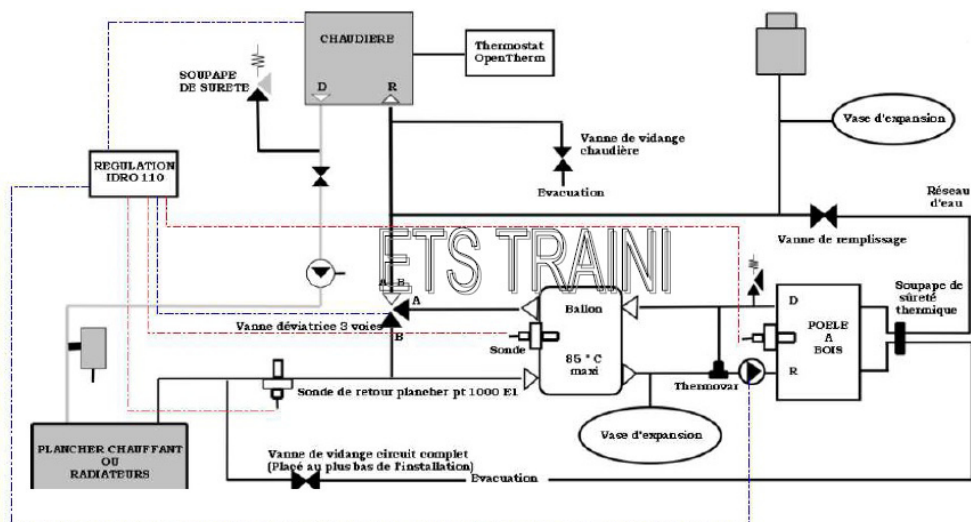 CHAUDIERE
D
R
Thermostat
OpenTherm
SOUPAPE
DE SURETE
Vase d'expansion
Vanne de vidange
chaudière
Evacuation
REGULATION
IDRO 110
Réseau
d'eau
Vanne de remplissage
ETS TRAINI
A B
A
B
Vanne déviatrice 3 voies
Sonde
Ballon
85 ° C
maxi
Soupape de
sûreté
thermique
D
POELE
A
BOIS
R
Thermovar
Sonde de retour plancher pt 1000 E1
Vase d'expansion
PLANCHER CHAUFFANT
OU
RADIATEURS
Vanne de vidange circuit complet
(Placé au plus bas de l'installation)
Evacuation